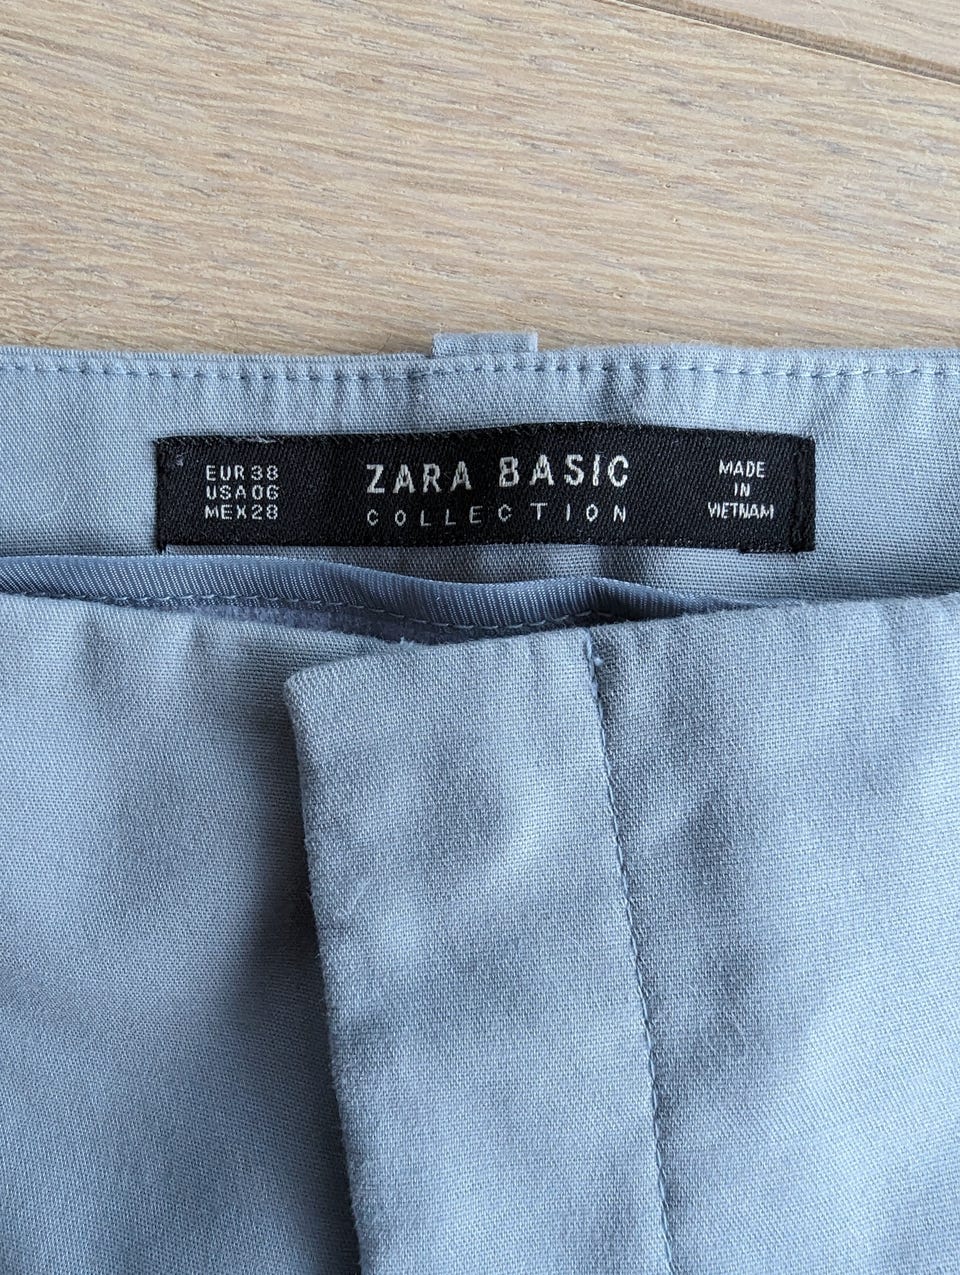 EUR 38
USA 06
MEX 28
ZARA BASIC
COLLECTION
MADE
IN
VIETNAM